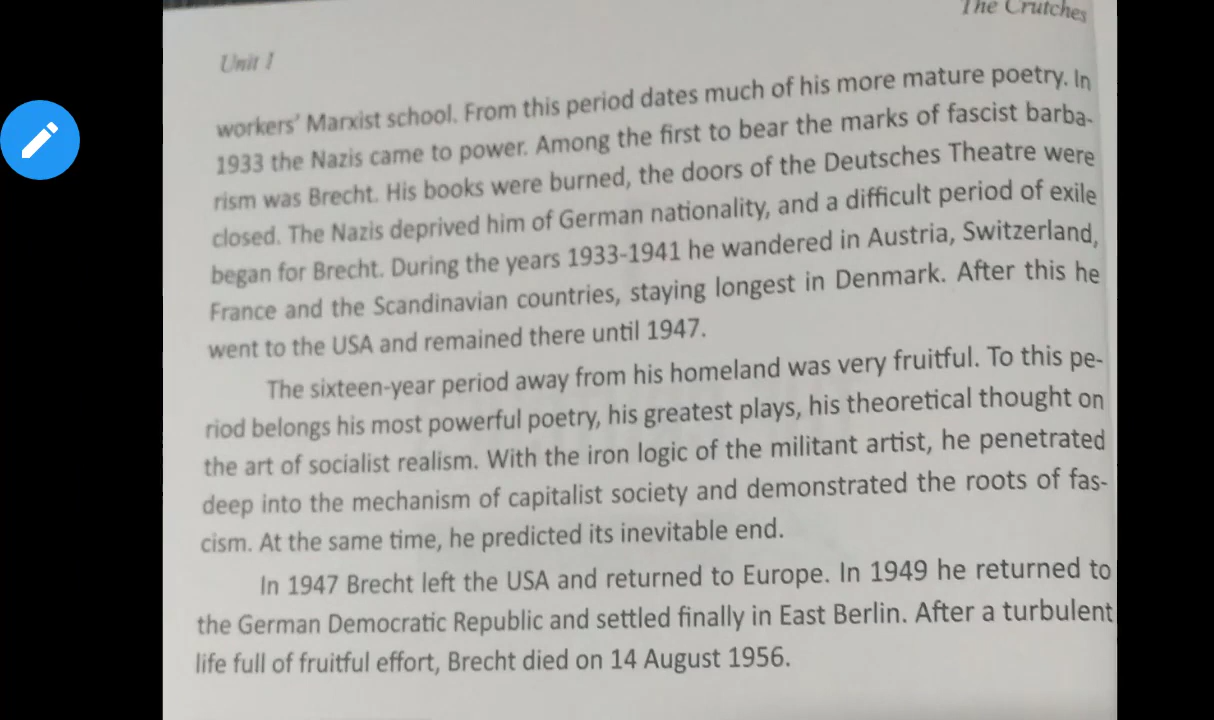 The Crutches
Unit 1
workers' Marxist school. From this period dates much of his more mature poetry. In
1933 the Nazis came to power. Among the first to bear the marks of fascist barba-
rism was Brecht. His books were burned, the doors of the Deutsches Theatre were
closed. The Nazis deprived him of German nationality, and a difficult period of exile
began for Brecht. During the years 1933-1941 he wandered in Austria, Switzerland,
France and the Scandinavian countries, staying longest in Denmark. After this he
went to the USA and remained there until 1947.
The sixteen-year period away from his homeland was very fruitful. To this pe-
riod belongs his most powerful poetry, his greatest plays, his theoretical thought on
the art of socialist realism. With the iron logic of the militant artist, he penetrated
deep into the mechanism of capitalist society and demonstrated the roots of fas-
cism. At the same time, he predicted its inevitable end.
In 1947 Brecht left the USA and returned to Europe. In 1949 he returned to
the German Democratic Republic and settled finally in East Berlin. After a turbulent
life full of fruitful effort, Brecht died on 14 August 1956.